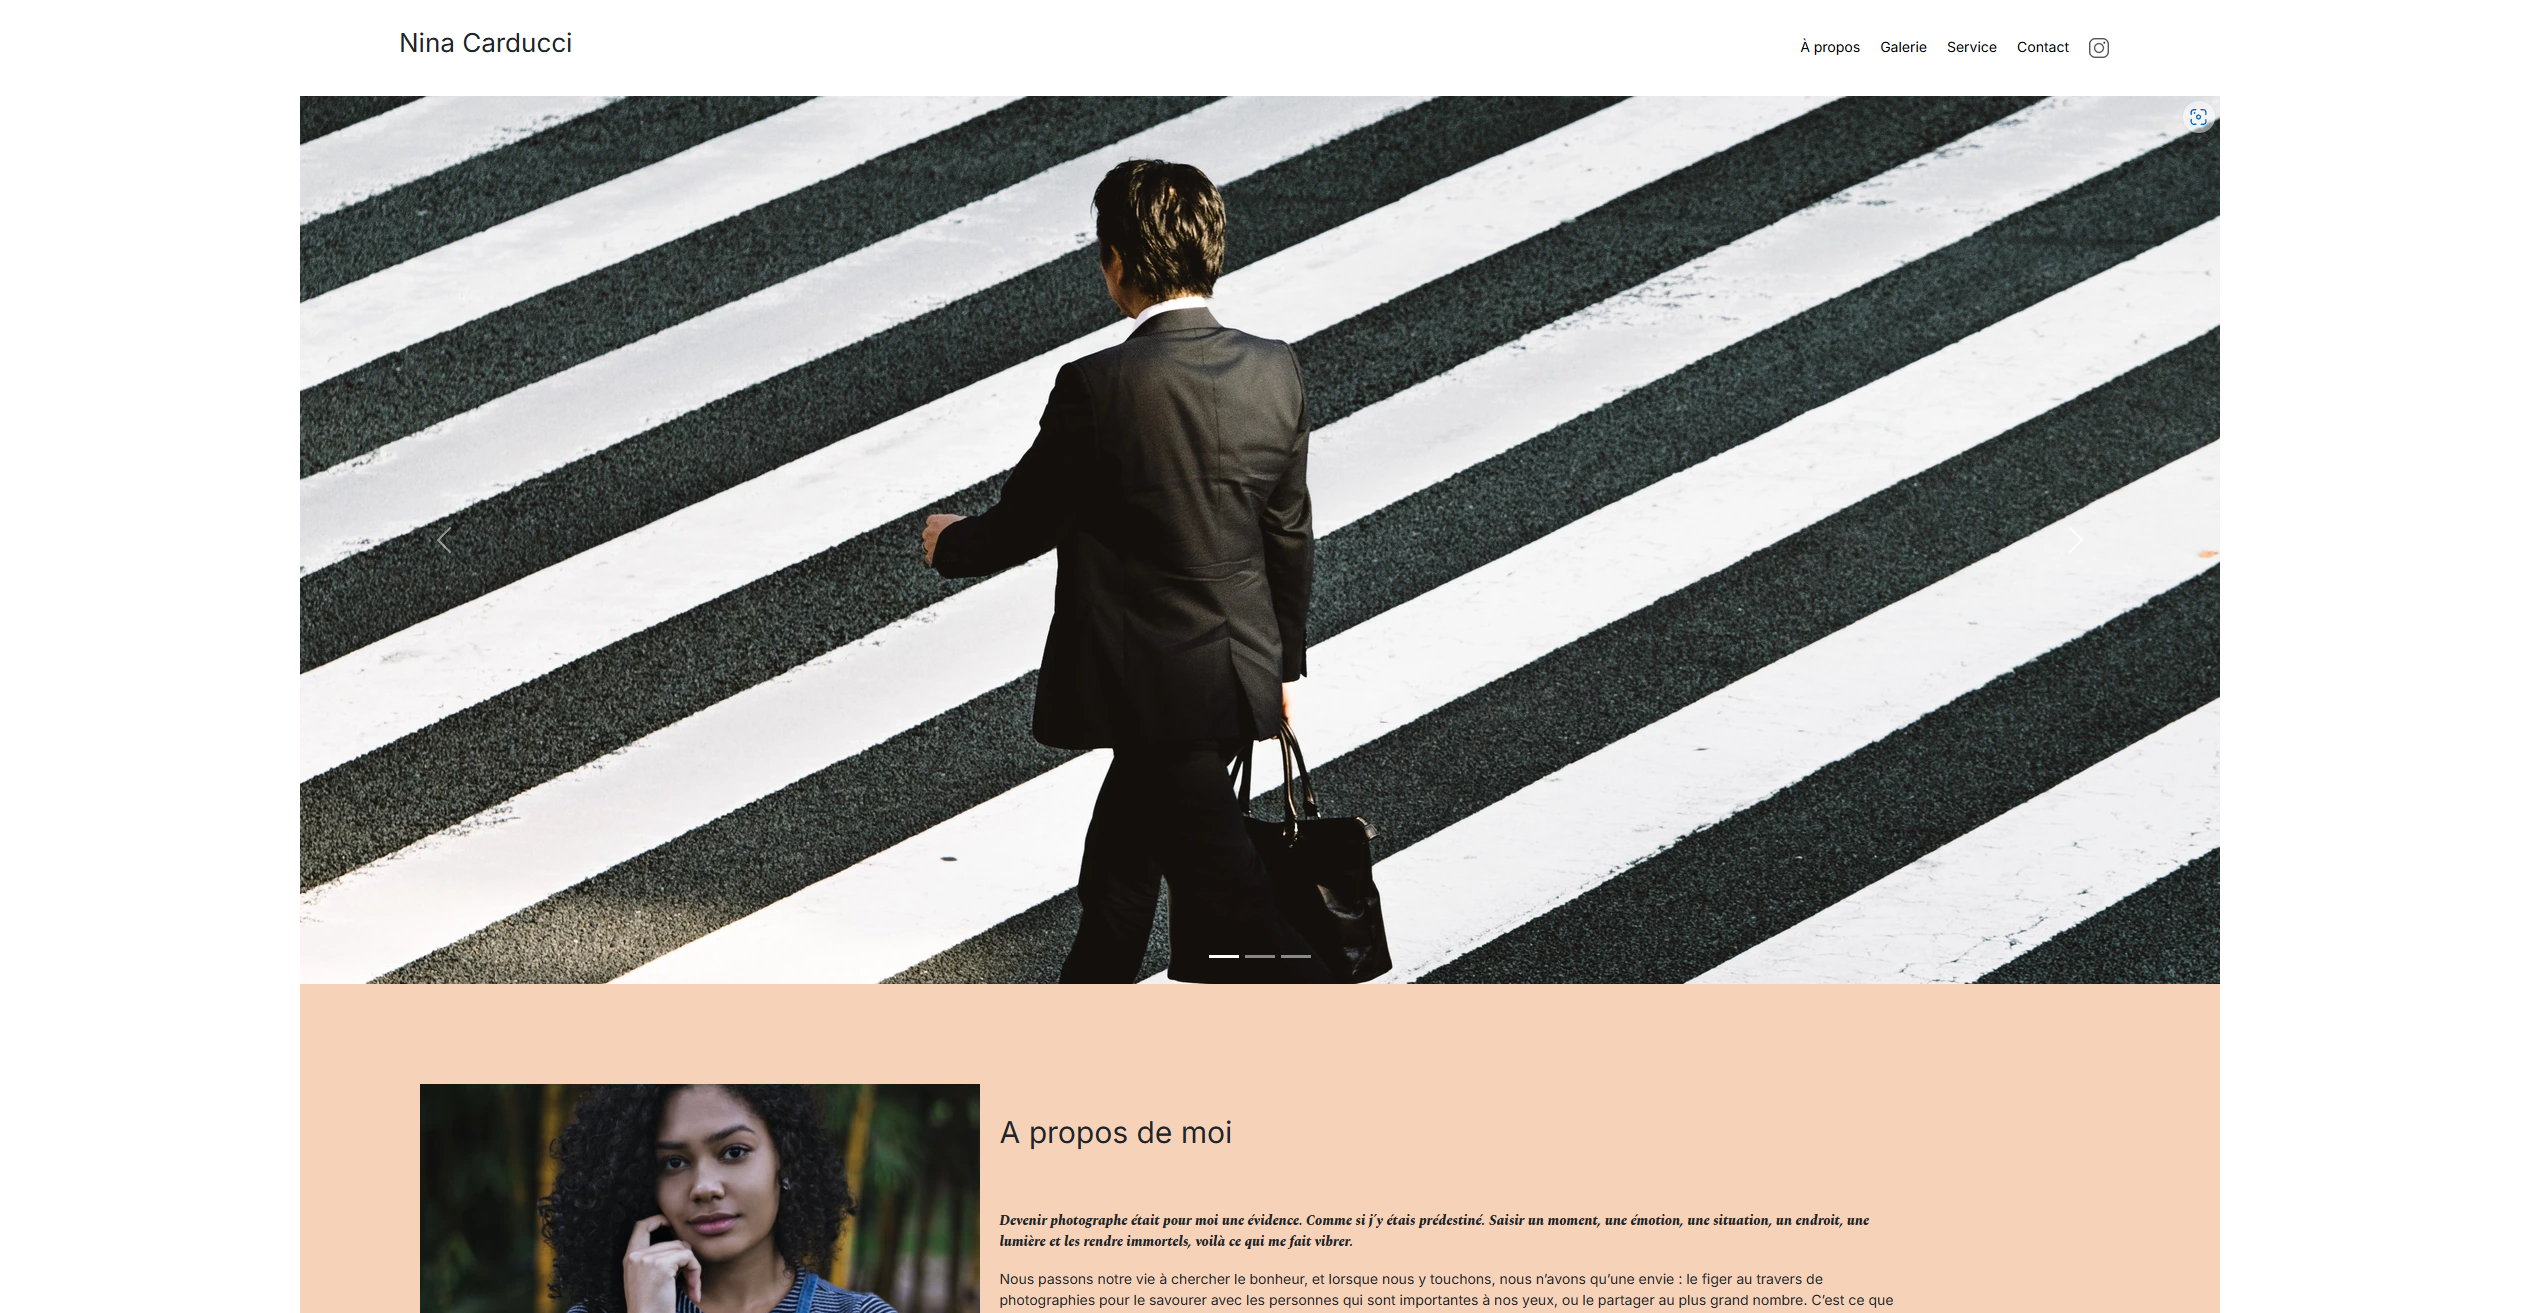 Nina Carducci
À propos Galerie Service Contact
A propos de moi
Devenir photographe était pour moi une évidence. Comme si j'y étais prédestiné. Saisir un moment, une émotion, une situation, un endroit, une
lumière et les rendre immortels, voilà ce qui me fait vibrer.
Nous passons notre vie à chercher le bonheur, et lorsque nous y touchons, nous n’avons qu’une envie : le figer au travers de
photographies pour le savourer avec les personnes qui sont importantes à nos yeux, ou le partager au plus grand nombre. C’est ce que